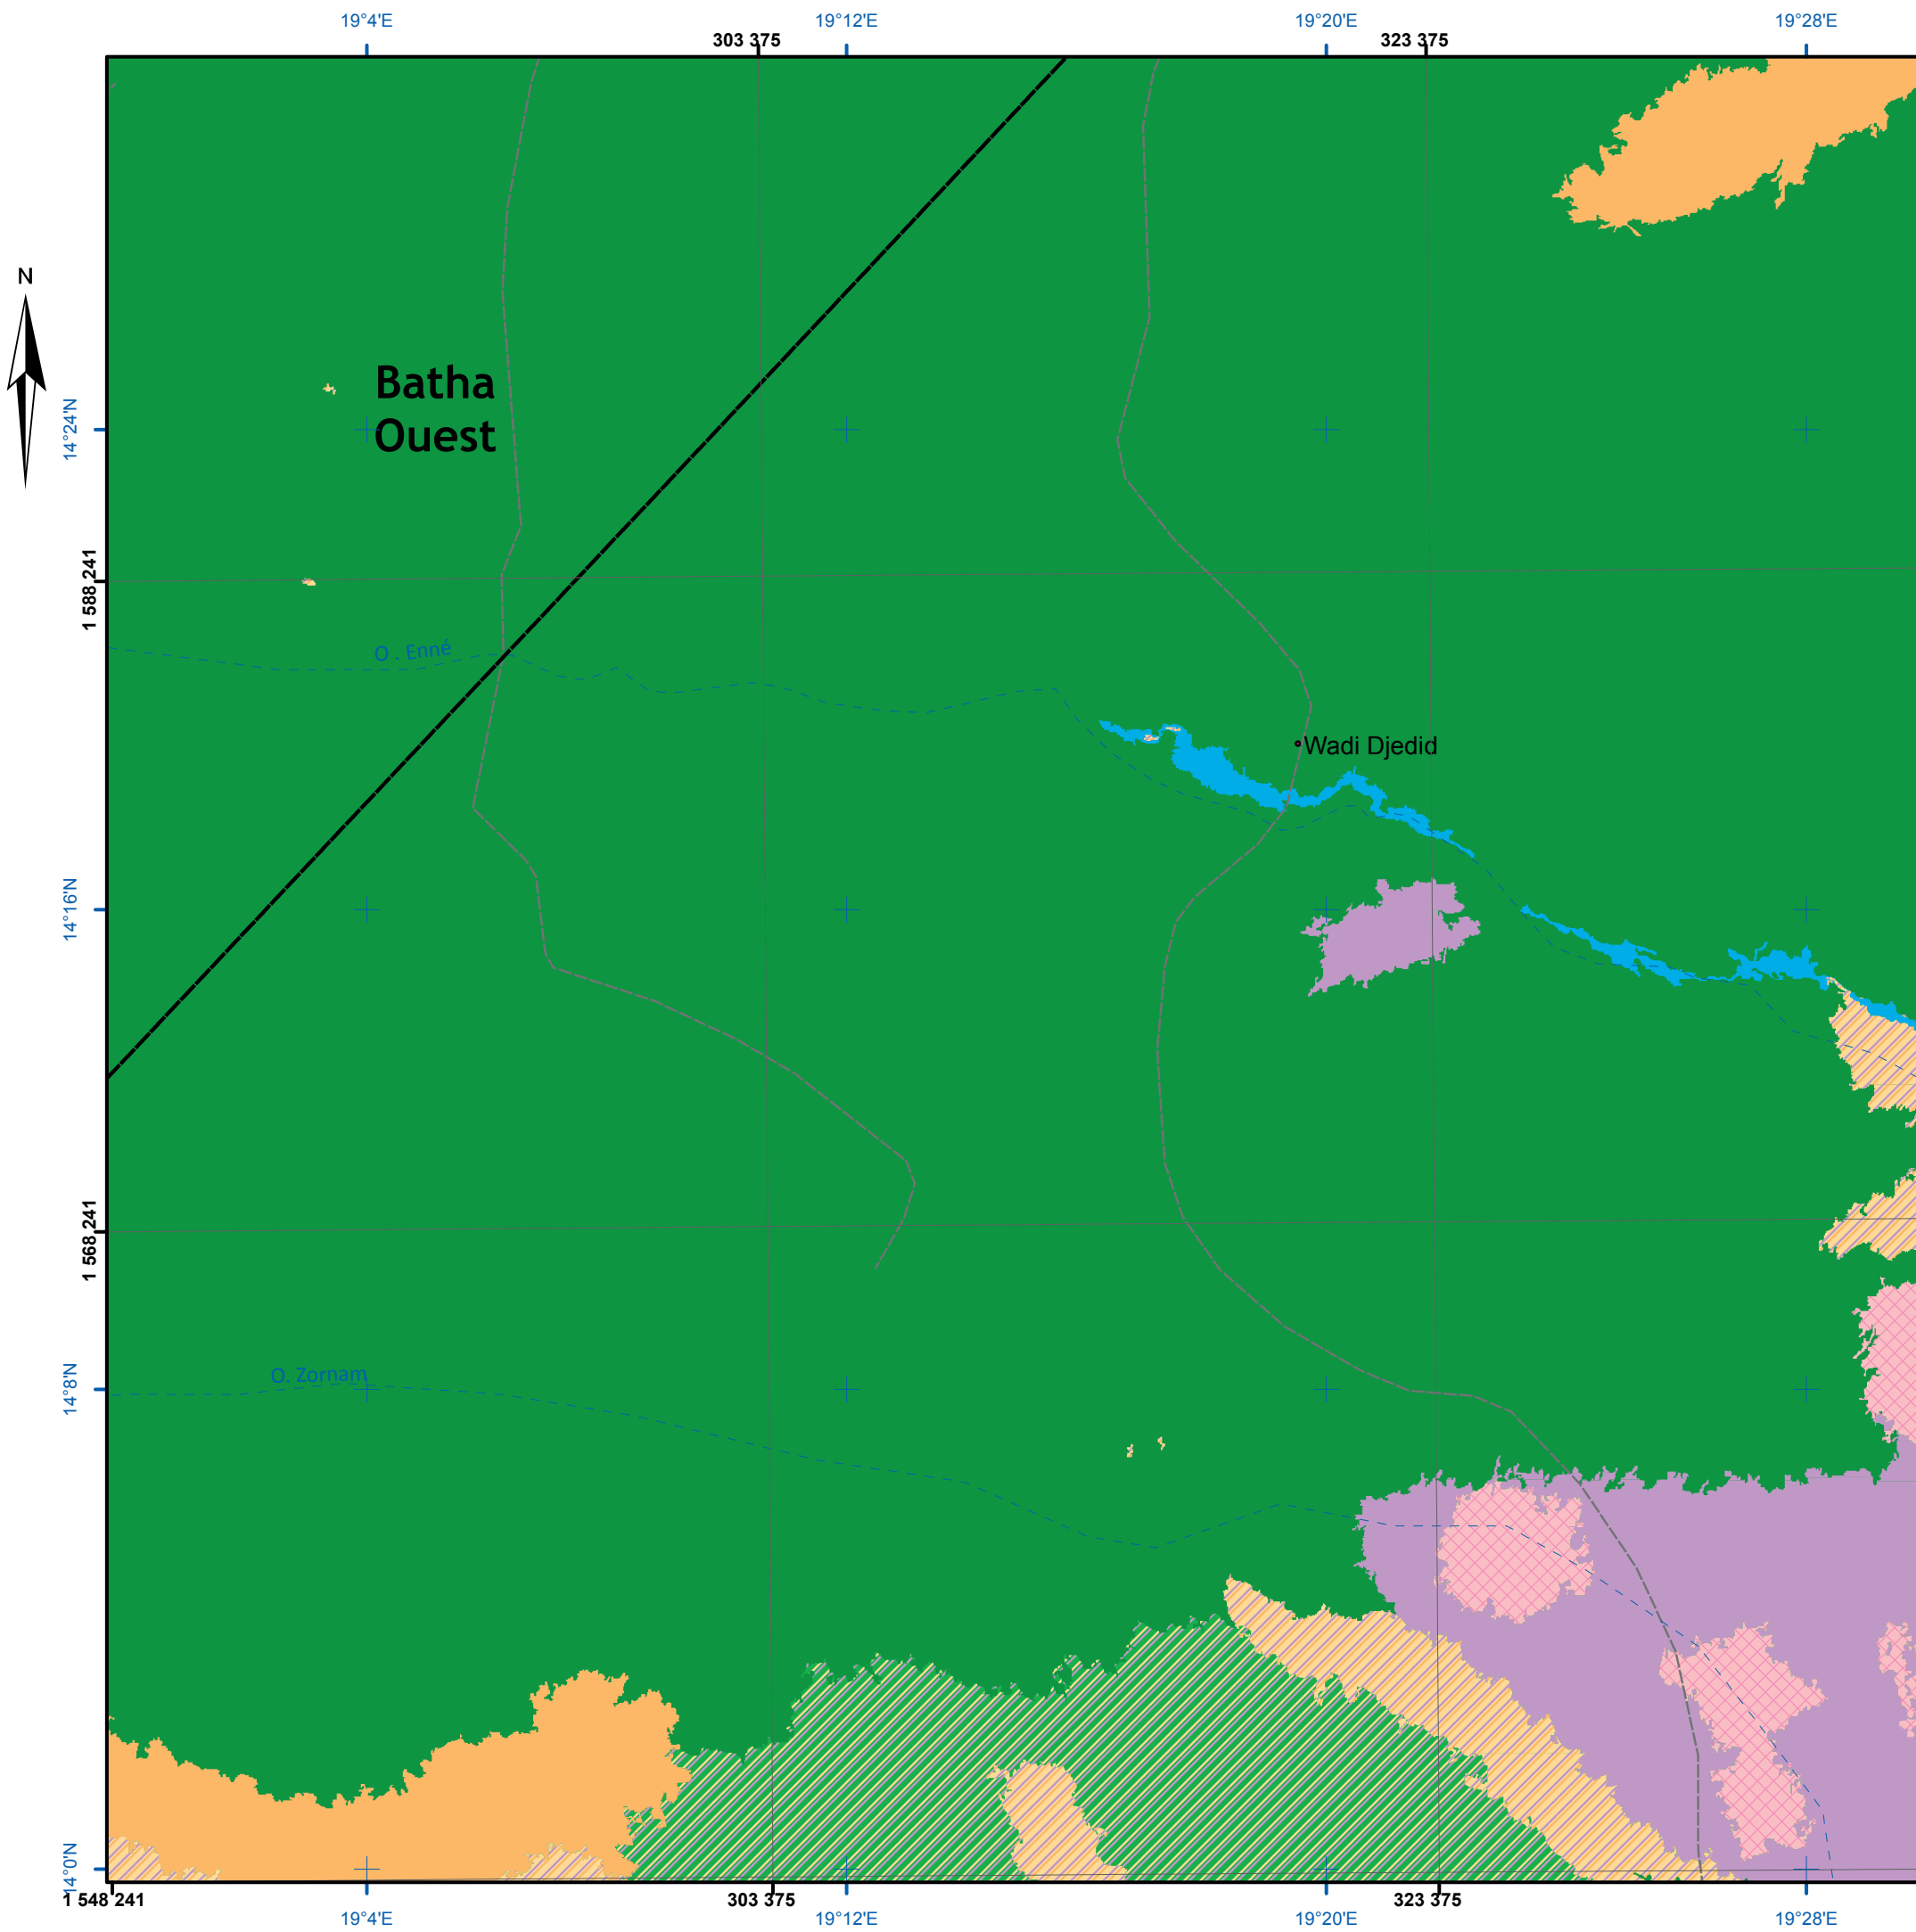 19°4'E 19°12'E 19°20'E 19°28'E
303 375 323 375
N
Batha
Ouest
14°24'N
1 588 241
O . Enné
Wadi Djedid
14°16'N
1 568 241
O. Zornam
14°8'N
14°0'N
1 548 241 303 375 323 375
19°4'E 19°12'E 19°20'E 19°28'E